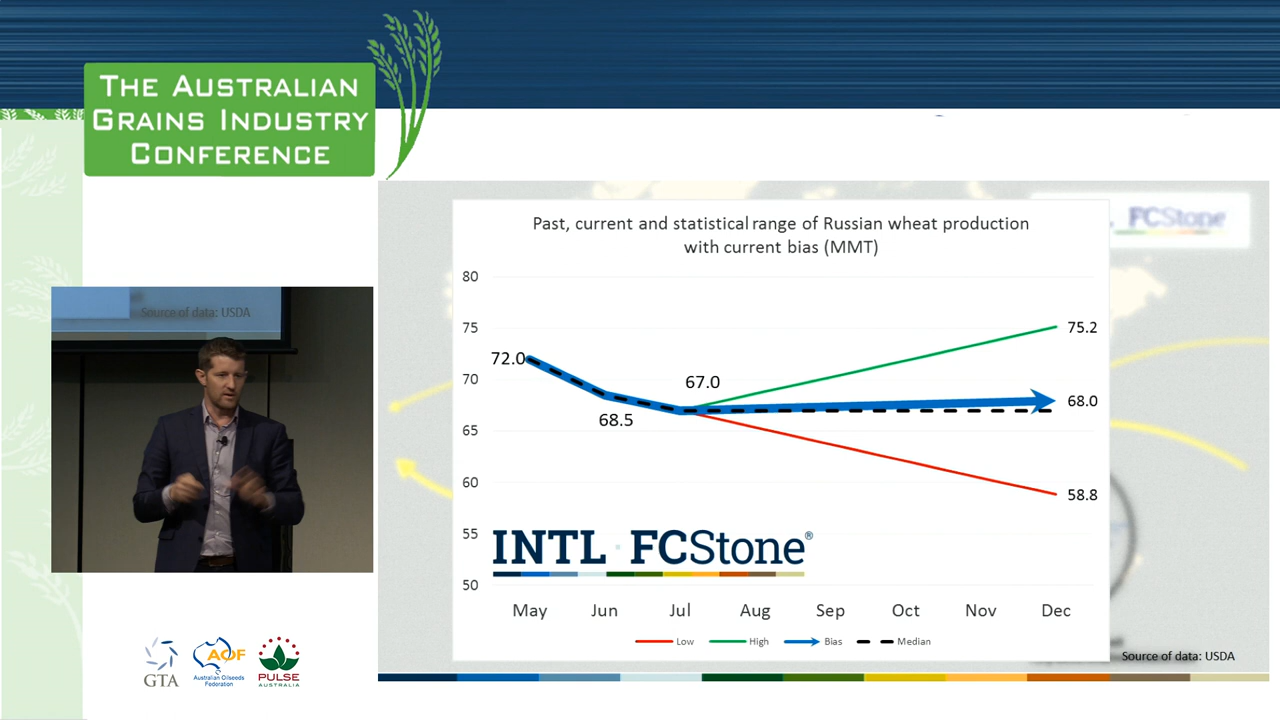 THE AUSTRALIAN
GRAINS INDUSTRY
CONFERENCE
FCStone
Past, current and statistical range of Russian wheat production
with current bias (MMT)
80
75
70
65
60
55
50
72.0
68.5
67.0
75.2
68.0
58.8
INTL FCStone®
May Jun Jul Aug Sep Oct Nov Dec
Low High Bias Median
Source of data: USDA
Source of data: USDA
GTA
AOF
Australian Oilseeds
Federation
PULSE
AUSTRALIA